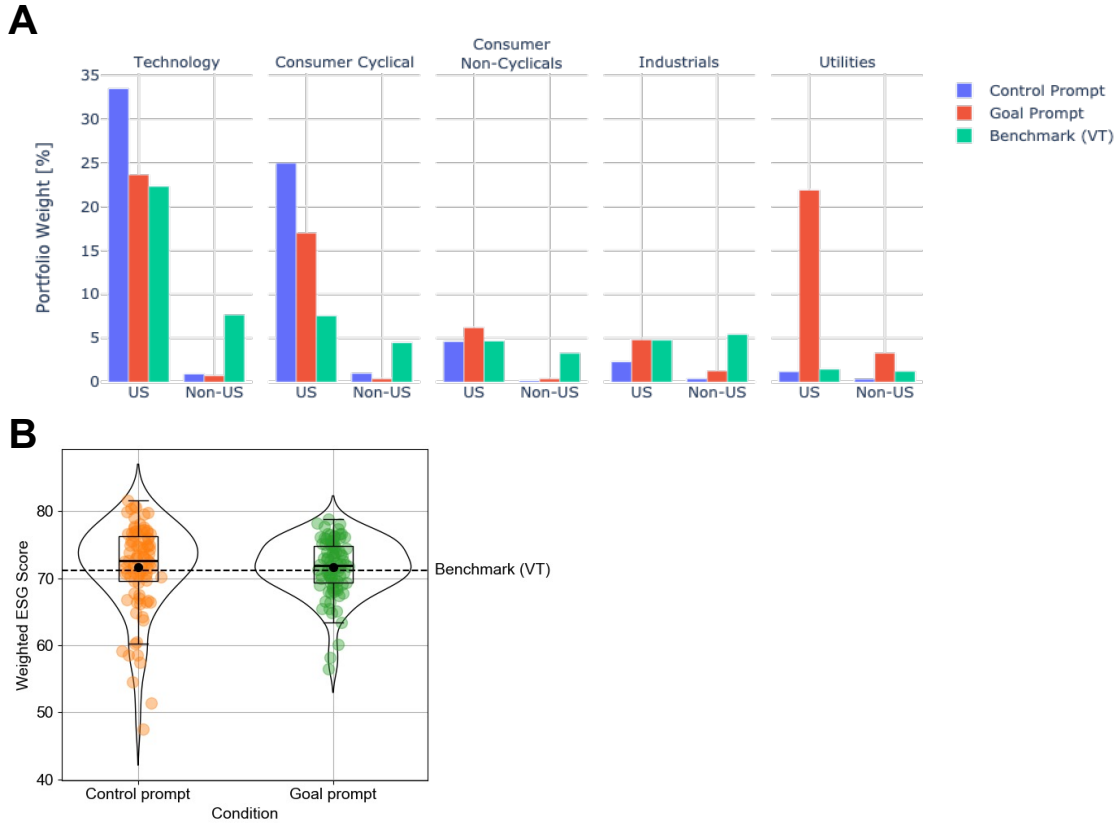 A
Technology
Consumer Cyclical
Consumer
Non-Cyclicals
Industrials
Utilities
Control Prompt
Goal Prompt
Benchmark (VT)
Portfolio Weight [%]
35
30
25
20
15
10
5
0
US
Non-US
US
Non-US
US
Non-US
US
Non-US
US
Non-US
B
Weighted ESG Score
80
70
60
50
40
Benchmark (VT)
Control prompt
Goal prompt
Condition